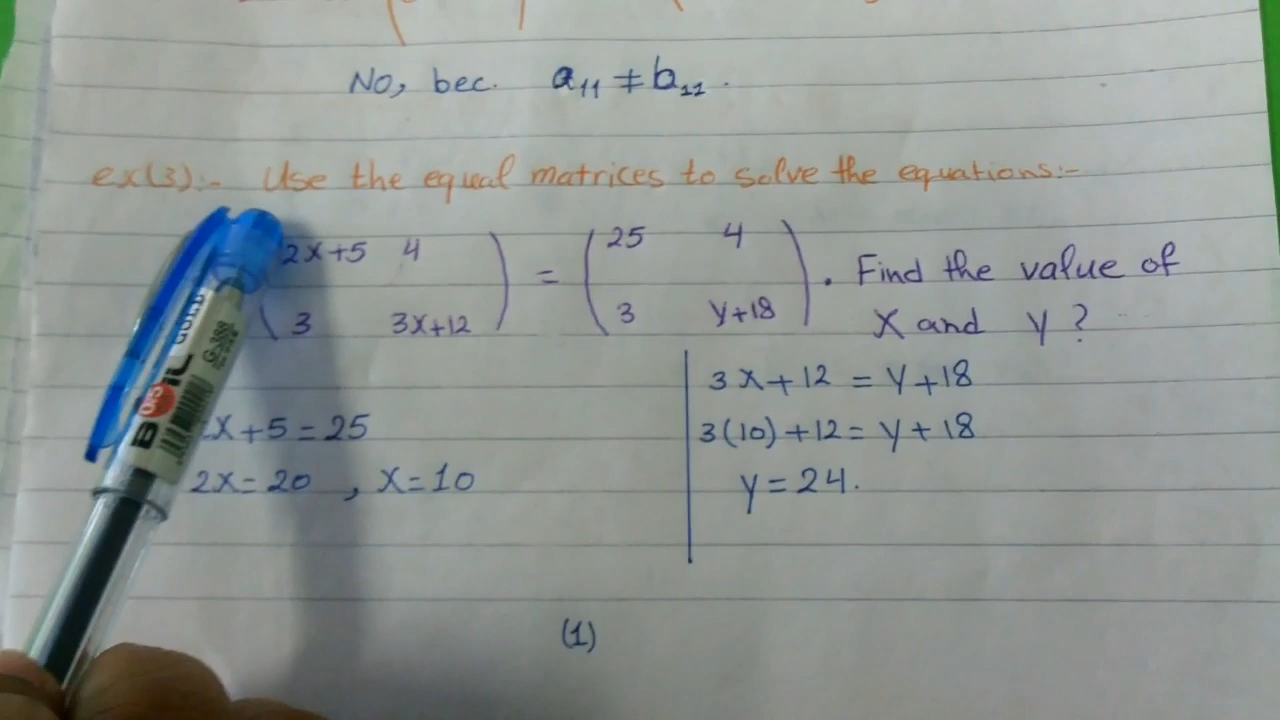 No, bec. a₁₁ ≠ b₁₁.
ex(3):- Use the equal matrices to solve the equations:-
2x+5 4 = 25 4 . Find the value of
3 3x+12 3 y+18 x and y ?
3x+12 = y+18
x+5=25 3(10)+12= y+18
2x=20 , x=10 y=24.
(1)